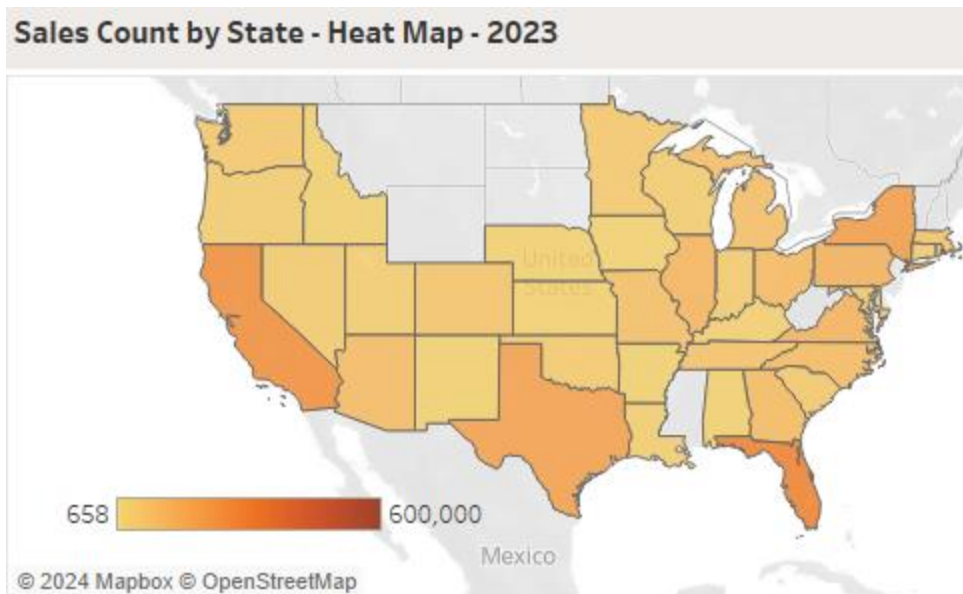 Sales Count by State - Heat Map - 2023
United
States
658
600,000
Mexico
© 2024 Mapbox © OpenStreetMap